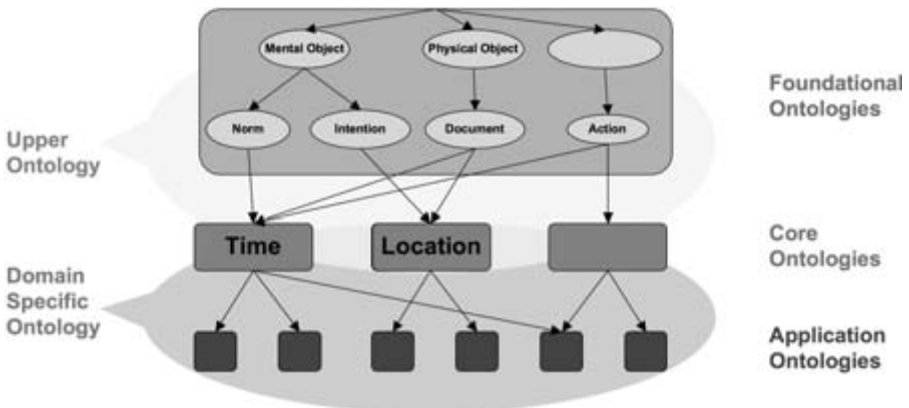 Mental Object
Physical Object
Foundational
Ontologies
Norm
Intention
Document
Action
Upper
Ontology
Time
Location
Core
Ontologies
Domain
Specific
Ontology
Application
Ontologies